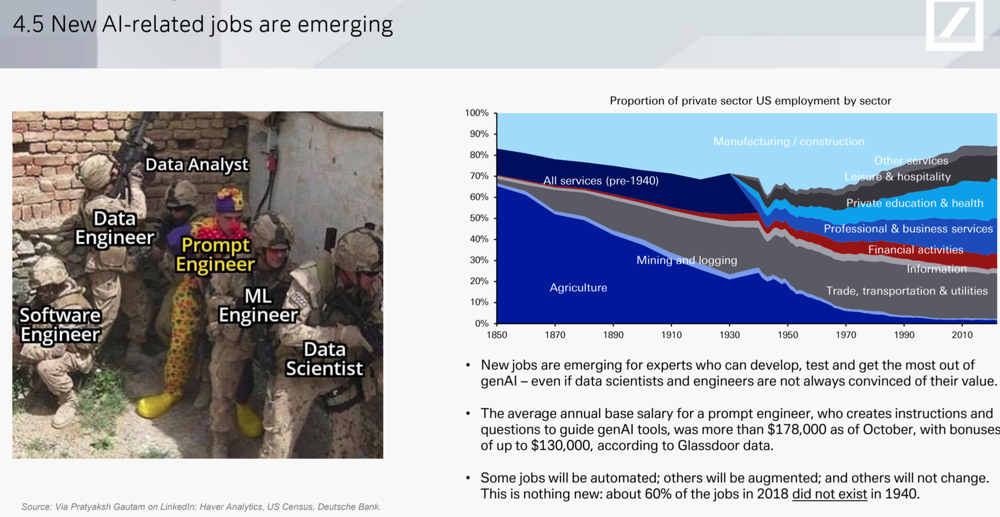 4.5 New AI-related jobs are emerging
Data Analyst
Data
Engineer
Prompt
Engineer
ML
Engineer
Software
Engineer
Data
Scientist
Source: Via Pratyaksh Gautam on LinkedIn; Haver Analytics, US Census, Deutsche Bank.
Proportion of private sector US employment by sector
100%
90%
80%
70%
60%
50%
40%
30%
20%
10%
0%
Manufacturing / construction
Other services
Leisure & hospitality
All services (pre-1940)
Private education & health
Professional & business services
Financial activities
Mining and logging
Information
Agriculture
Trade, transportation & utilities
1850 1870 1890 1910 1930 1950 1970 1990 2010
• New jobs are emerging for experts who can develop, test and get the most out of
genAI – even if data scientists and engineers are not always convinced of their value.
• The average annual base salary for a prompt engineer, who creates instructions and
questions to guide genAI tools, was more than $178,000 as of October, with bonuses
of up to $130,000, according to Glassdoor data.
• Some jobs will be automated; others will be augmented; and others will not change.
This is nothing new: about 60% of the jobs in 2018 did not exist in 1940.